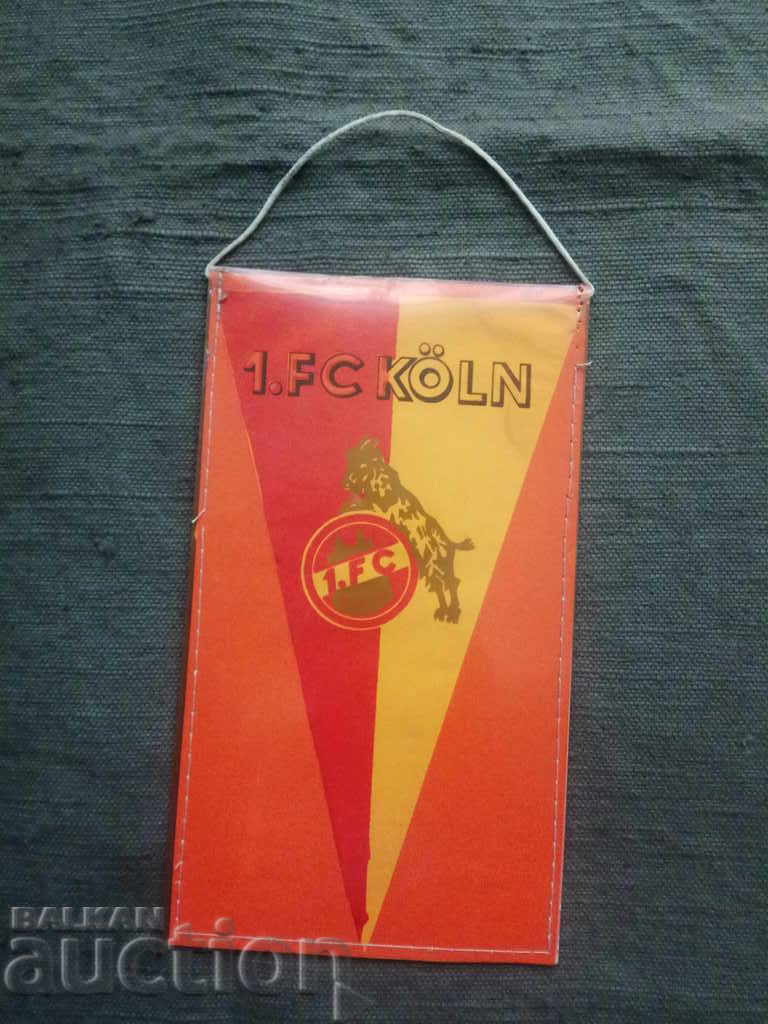 1.FC KÖLN
1.FC
BALKAN
auction